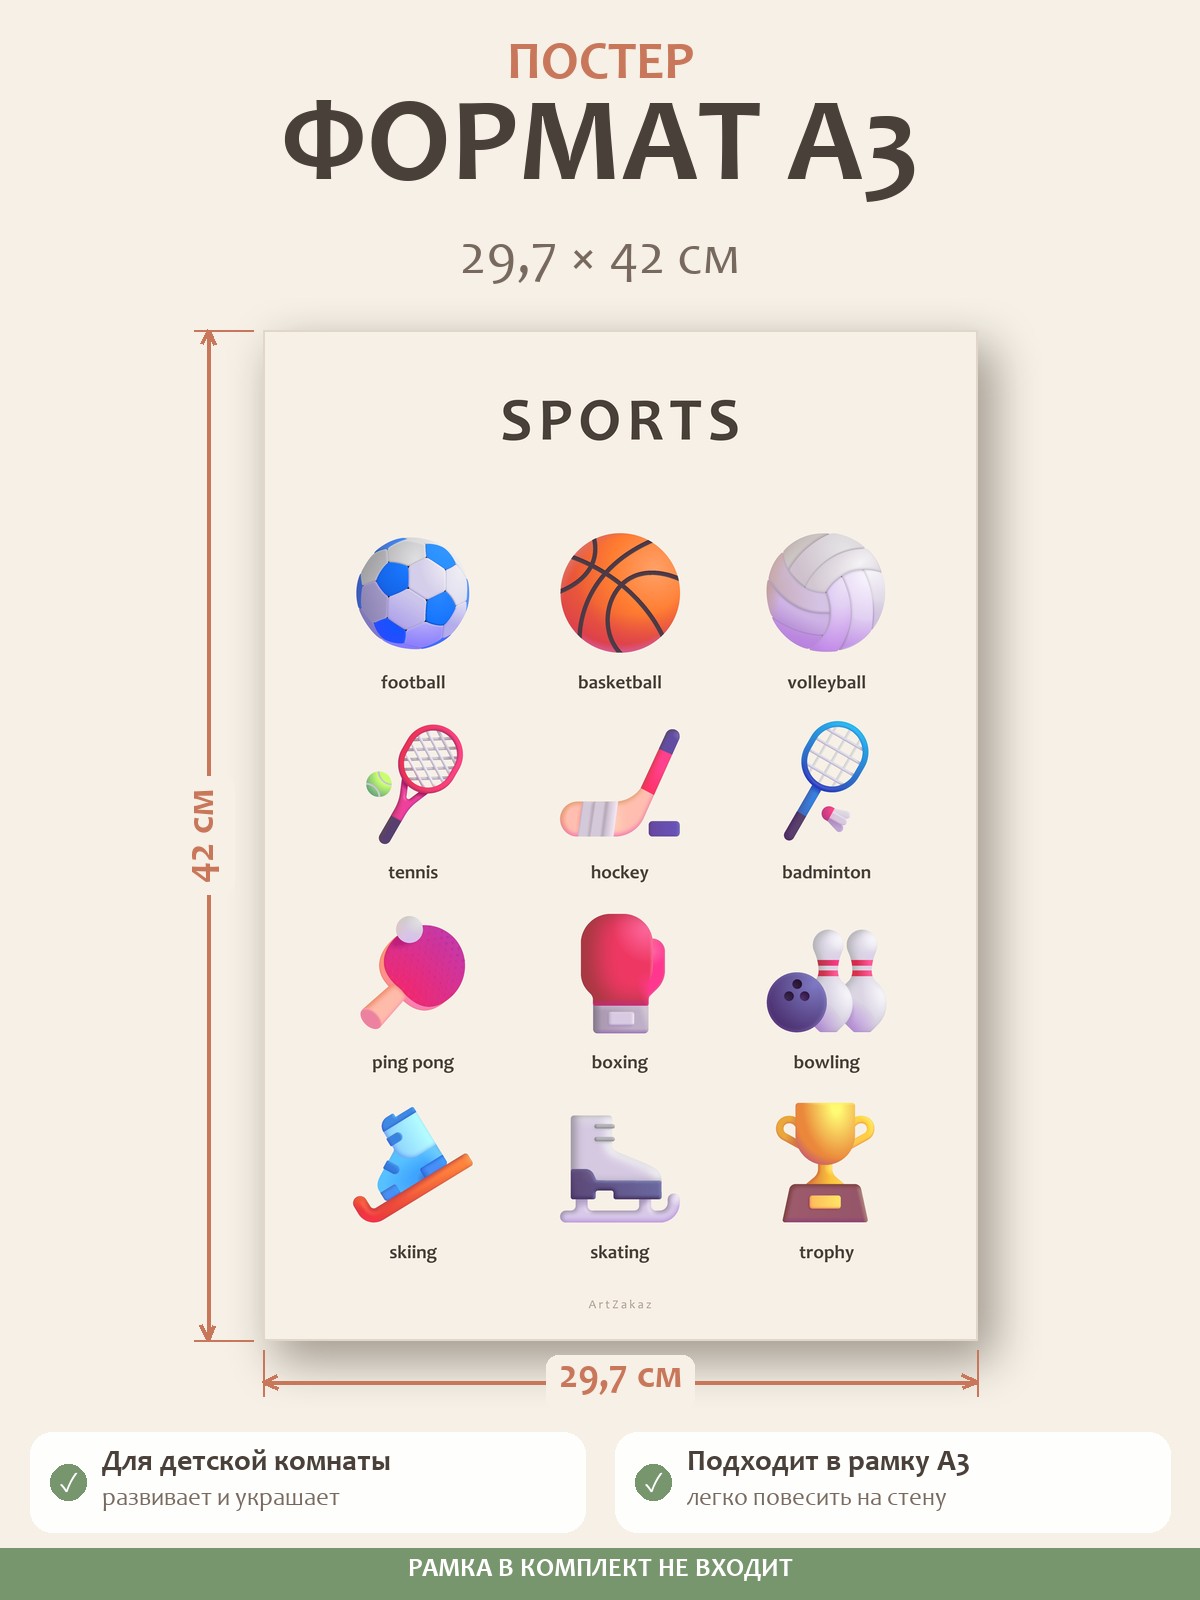 ПОСТЕР
ФОРМАТ А3
29,7 × 42 см
SPORTS
football
basketball
volleyball
tennis
hockey
badminton
42 см
ping pong
boxing
bowling
skiing
skating
trophy
ArtZakaz
29,7 см
Для детской комнаты
развивает и украшает
Подходит в рамку А3
легко повесить на стену
РАМКА В КОМПЛЕКТ НЕ ВХОДИТ